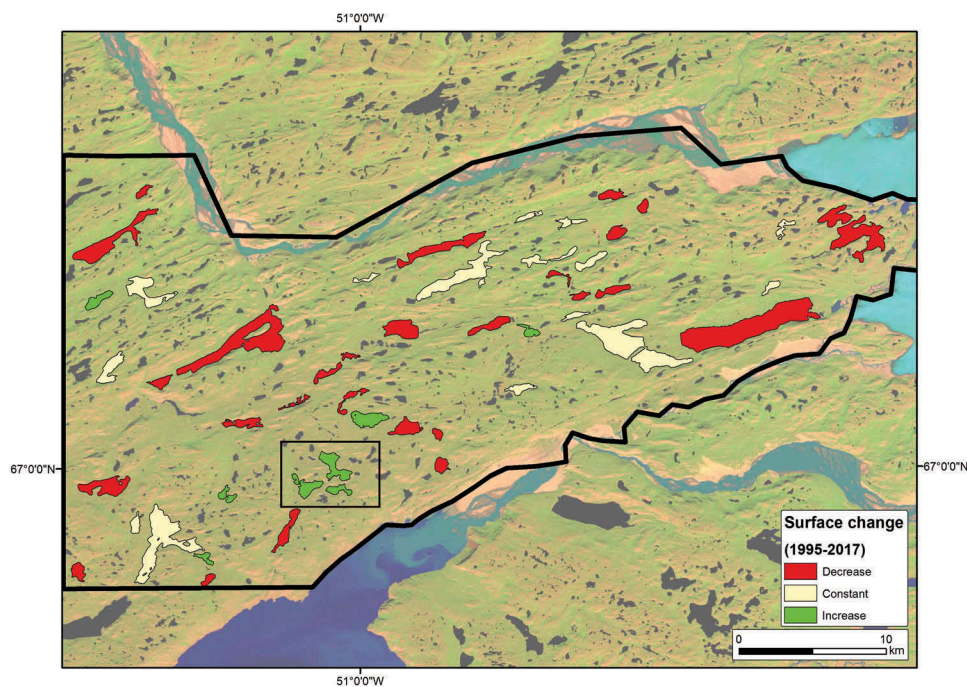 51°0'0"W
67°0'0"N
67°0'0"N
Surface change
(1995-2017)
Decrease
Constant
Increase
0 10
km
51°0'0"W